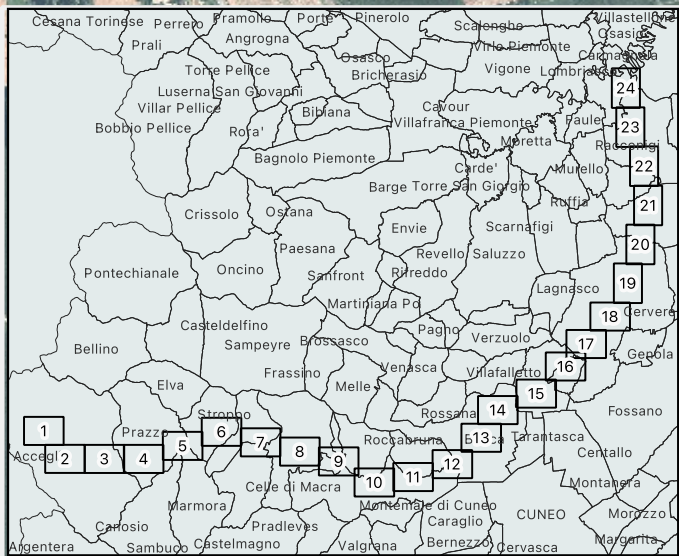 Cesana Torinese
Perrero
Pramollo
Porte
Pinerolo
Villastellone
Scalenghe
Osasio
Prali
Angrogna
Virlo Piemonte
Osasco
Bricherasio
Vigone
Lombriasco
Torre Pellice
Luserna San Giovanni
24
Villar Pellice
Bibiana
Cavour
Bobbio Pellice
Rora'
Villafranca Piemonte
Faule
23
Moretta
Racconigi
Bagnolo Piemonte
Carde'
Murello
22
Barge
Torre San Giorgio
Ruffia
21
Crissolo
Ostana
Envie
Scarnafigi
20
Paesana
Revello
Saluzzo
Pontechianale
Oncino
Sanfront
Rifreddo
19
Lagnasco
Martiniana Po
18
Cervere
Casteldelfino
Pagno
Verzuolo
17
Bellino
Sampeyre
Brossasco
Genola
Venasca
16
Frassino
Melle
Villafalletto
Elva
15
Stroppo
Rossana
14
Fossano
1
Prazzo
6
Roccabruna
13
Tarantasca
5
7
8
Centallo
2
3
4
9
12
11
10
Celle di Macra
Montanera
Marmora
Montemale di Cuneo
CUNEO
Morozzo
Canosio
Pradleves
Caraglio
Argentera
Sambuco
Castelmagno
Valgrana
Bernezzo
Cervasca
Margarita